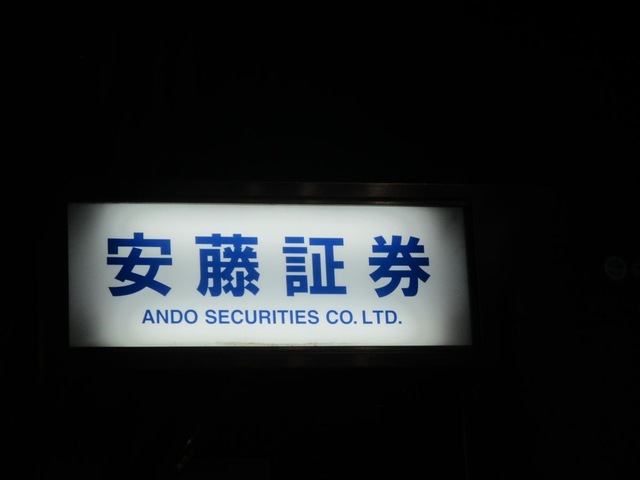 安藤証券
ANDO SECURITIES CO. LTD.